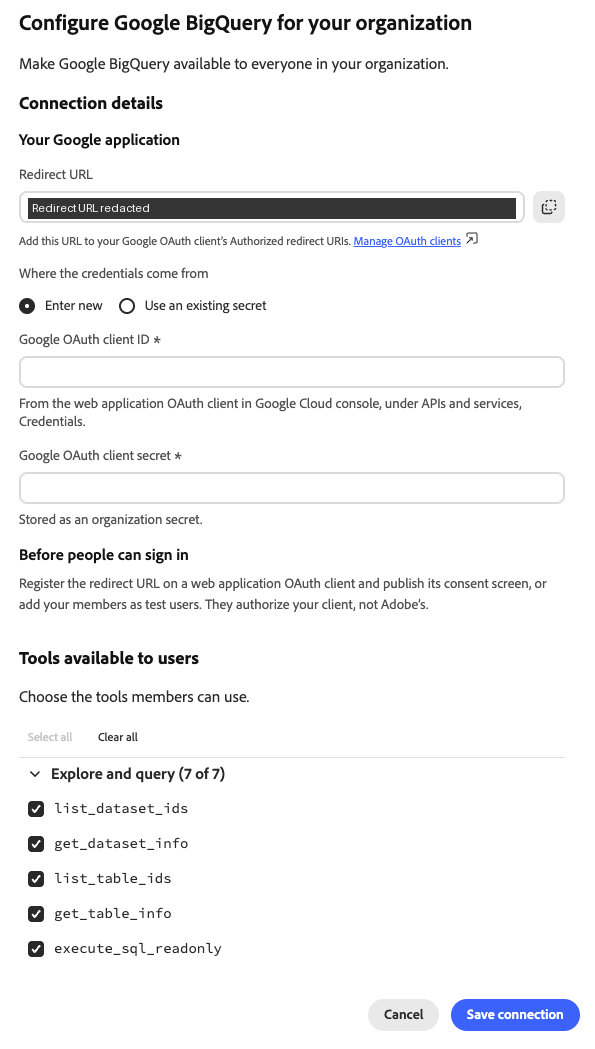 Configure Google BigQuery for your organization
Make Google BigQuery available to everyone in your organization.
Connection details
Your Google application
Redirect URL
Redirect URL redacted
Add this URL to your Google OAuth client's Authorized redirect URIs. Manage OAuth clients
Where the credentials come from
Enter new Use an existing secret
Google OAuth client ID *
From the web application OAuth client in Google Cloud console, under APIs and services,
Credentials.
Google OAuth client secret *
Stored as an organization secret.
Before people can sign in
Register the redirect URL on a web application OAuth client and publish its consent screen, or
add your members as test users. They authorize your client, not Adobe's.
Tools available to users
Choose the tools members can use.
Select all Clear all
Explore and query (7 of 7)
list_dataset_ids
get_dataset_info
list_table_ids
get_table_info
execute_sql_readonly
Cancel Save connection